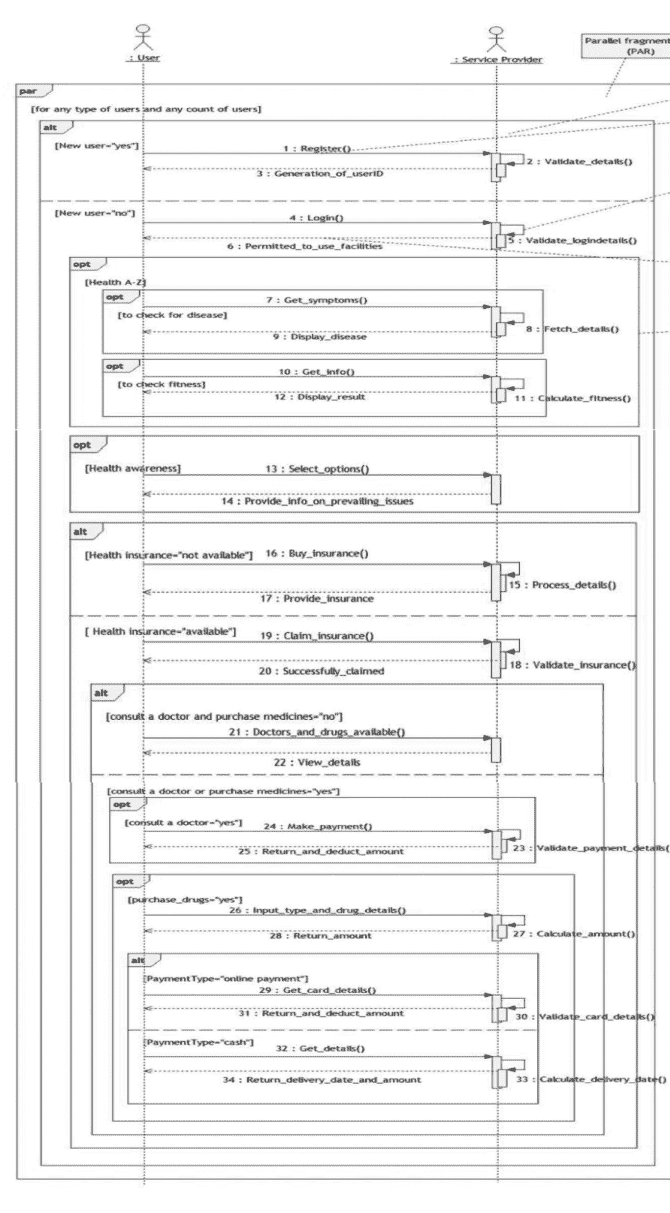 : User
: Service Provider
Parallel fragment
(PAR)
par
[for any type of users and any count of users]
alt
[New user="yes"]
1 : Register()
2 : Validate_details()
3 : Generation_of_userID
[New user="no"]
4 : Login()
5 : Validate_logindetails()
6 : Permitted_to_use_facilities
opt
[Health A-Z]
opt
7 : Get_symptoms()
[to check for disease]
8 : Fetch_details()
9 : Display_disease
opt
10 : Get_info()
[to check fitness]
11 : Calculate_fitness()
12 : Display_result
opt
[Health awareness]
13 : Select_options()
14 : Provide_info_on_prevailing_issues
alt
[Health insurance="not available"]
16 : Buy_insurance()
15 : Process_details()
17 : Provide_insurance
[ Health insurance="available"]
19 : Claim_insurance()
18 : Validate_insurance()
20 : Successfully_claimed
alt
[consult a doctor and purchase medicines="no"]
21 : Doctors_and_drugs_available()
22 : View_details
[consult a doctor or purchase medicines="yes"]
opt
[consult a doctor="yes"]
24 : Make_payment()
23 : Validate_payment_details(
25 : Return_and_deduct_amount
opt
[purchase_drugs="yes"]
26 : Input_type_and_drug_details()
27 : Calculate_amount()
28 : Return_amount
alt
[PaymentType="online payment"]
29 : Get_card_details()
30 : Validate_card_details()
31 : Return_and_deduct_amount
[PaymentType="cash"]
32 : Get_details()
33 : Calculate_delivery_date()
34 : Return_delivery_date_and_amount